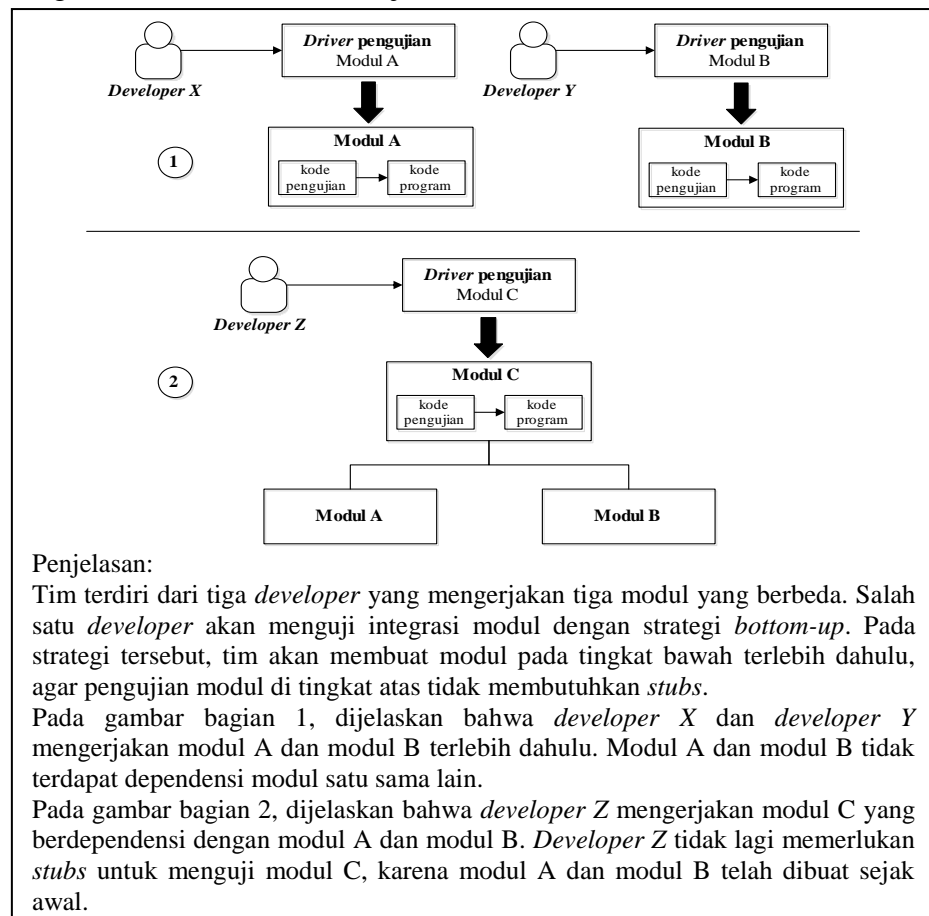 Driver pengujian
Modul A
Developer X
Driver pengujian
Modul B
Developer Y
1
Modul A
kode
pengujian
kode
program
Modul B
kode
pengujian
kode
program
Driver pengujian
Modul C
Developer Z
2
Modul C
kode
pengujian
kode
program
Modul A
Modul B
Penjelasan:
Tim terdiri dari tiga developer yang mengerjakan tiga modul yang berbeda. Salah
satu developer akan menguji integrasi modul dengan strategi bottom-up. Pada
strategi tersebut, tim akan membuat modul pada tingkat bawah terlebih dahulu,
agar pengujian modul di tingkat atas tidak membutuhkan stubs.
Pada gambar bagian 1, dijelaskan bahwa developer X dan developer Y
mengerjakan modul A dan modul B terlebih dahulu. Modul A dan modul B tidak
terdapat dependensi modul satu sama lain.
Pada gambar bagian 2, dijelaskan bahwa developer Z mengerjakan modul C yang
berdependensi dengan modul A dan modul B. Developer Z tidak lagi memerlukan
stubs untuk menguji modul C, karena modul A dan modul B telah dibuat sejak
awal.